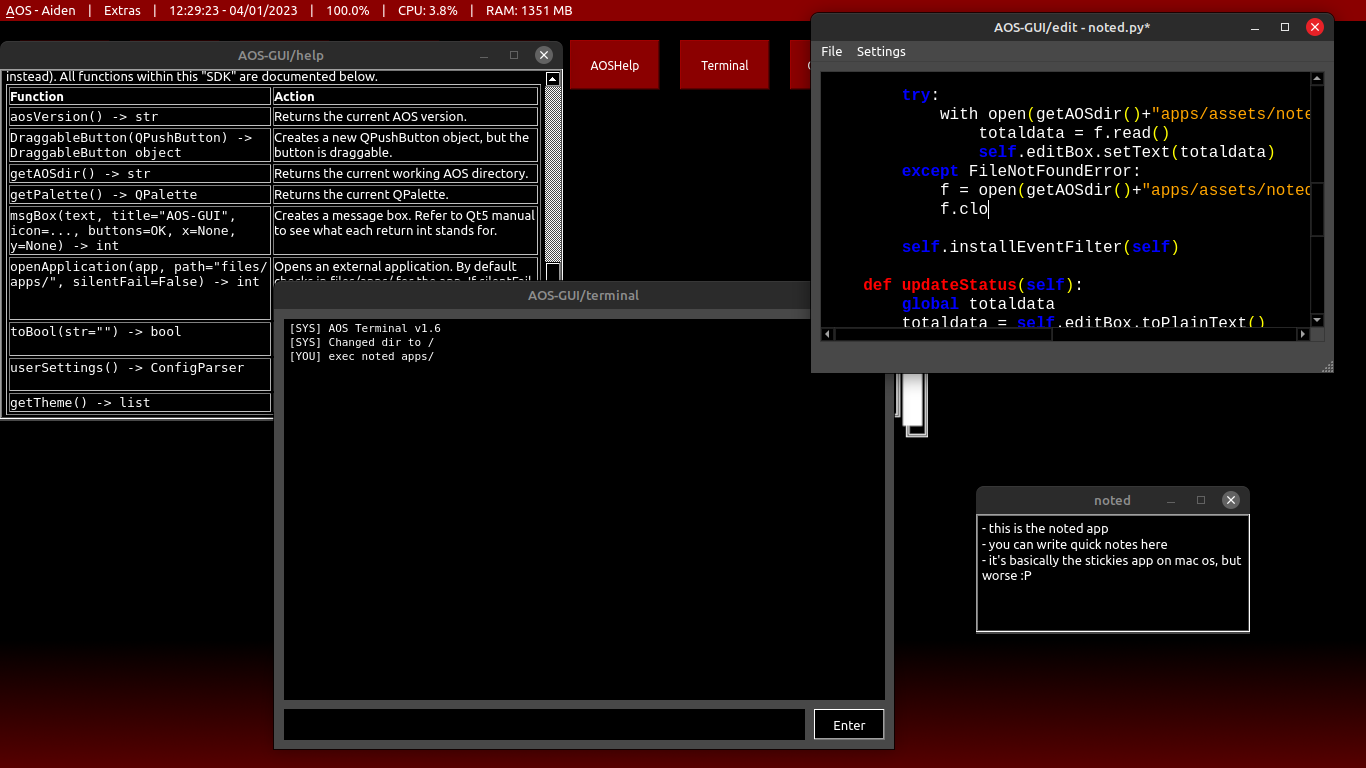 AOS - Aiden | Extras | 12:29:23 - 04/01/2023 | 100.0% | CPU: 3.8% | RAM: 1351 MB
AOSHelp
Terminal
AOS-GUI/help
instead). All functions within this "SDK" are documented below.
Function Action
aosVersion() -> str Returns the current AOS version.
DraggableButton(QPushButton) -> Creates a new QPushButton object, but the
DraggableButton object button is draggable.
getAOSdir() -> str Returns the current working AOS directory.
getPalette() -> QPalette Returns the current QPalette.
msgBox(text, title="AOS-GUI", Creates a message box. Refer to Qt5 manual
icon=..., buttons=OK, x=None, to see what each return int stands for.
y=None) -> int
openApplication(app, path="files/ Opens an external application. By default
apps/", silentFail=False) -> int checks in files/apps/ for the app. If silentFail
toBool(str="") -> bool
userSettings() -> ConfigParser
getTheme() -> list
AOS-GUI/terminal
[SYS] AOS Terminal v1.6
[SYS] Changed dir to /
[YOU] exec noted apps/
Enter
AOS-GUI/edit - noted.py*
File Settings
try:
with open(getAOSdir()+"apps/assets/note
totaldata = f.read()
self.editBox.setText(totaldata)
except FileNotFoundError:
f = open(getAOSdir()+"apps/assets/noted
f.clo
self.installEventFilter(self)
def updateStatus(self):
global totaldata
totaldata = self.editBox.toPlainText()
noted
- this is the noted app
- you can write quick notes here
- it's basically the stickies app on mac os, but
worse :P